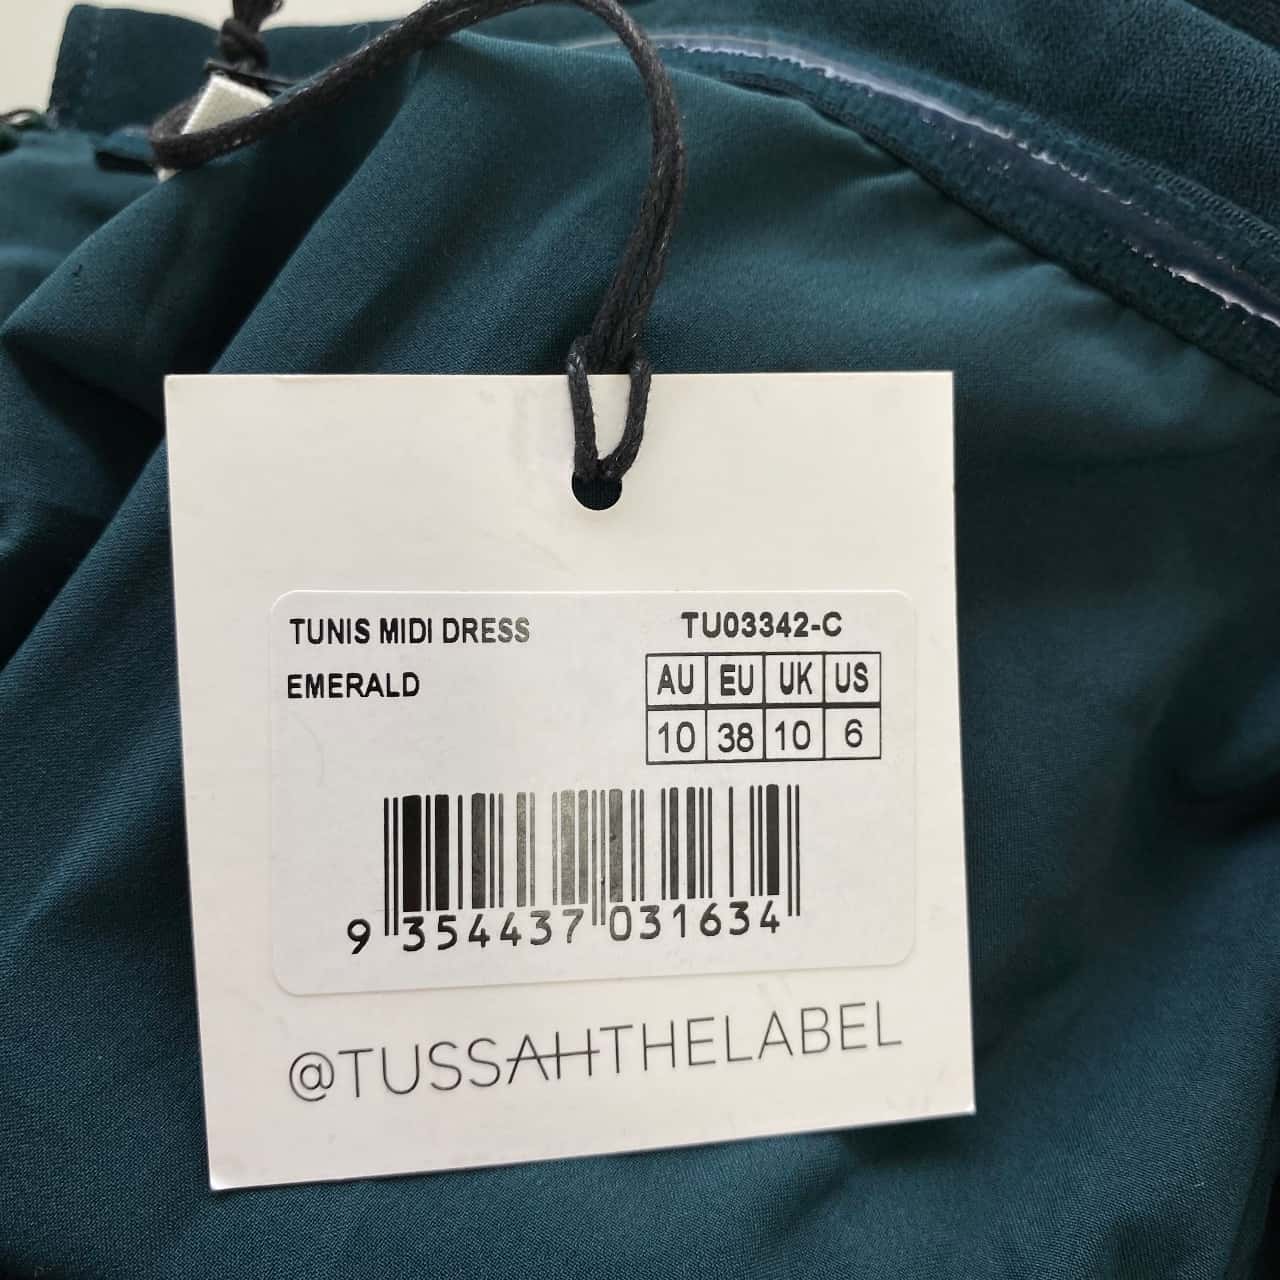 TUNIS MIDI DRESS
EMERALD
TU03342-C
AU EU UK US
10 38 10 6
9 354437 031634
@TUSSAHTHELABEL